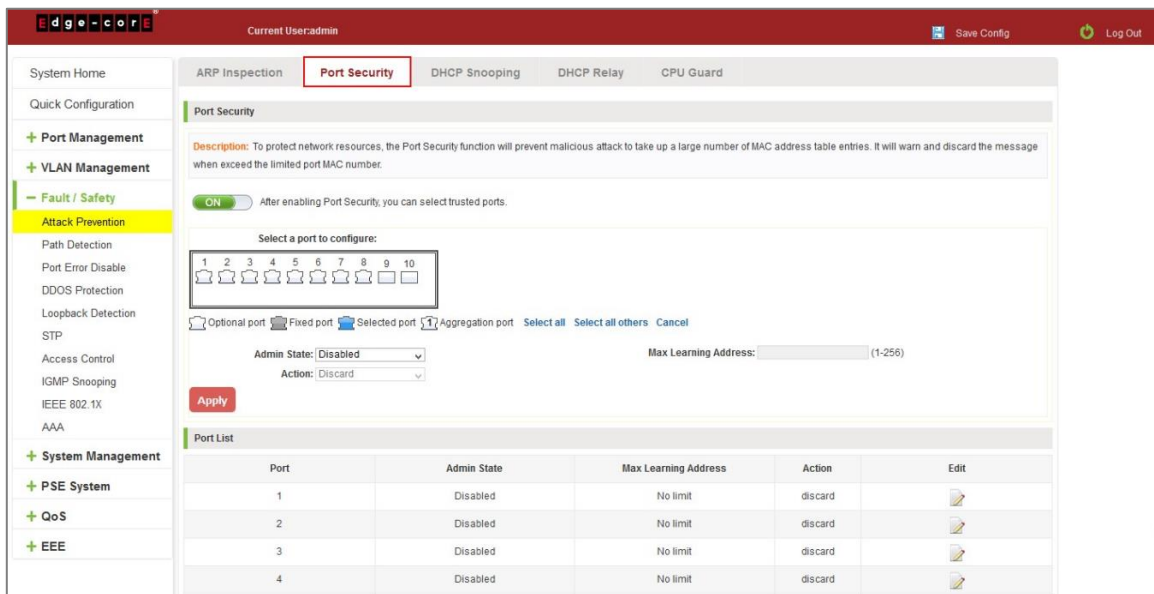 Edge-corE®
Current User:admin
Save Config
Log Out
System Home
Quick Configuration
+ Port Management
+ VLAN Management
− Fault / Safety
Attack Prevention
Path Detection
Port Error Disable
DDOS Protection
Loopback Detection
STP
Access Control
IGMP Snooping
IEEE 802.1X
AAA
+ System Management
+ PSE System
+ QoS
+ EEE
ARP Inspection Port Security DHCP Snooping DHCP Relay CPU Guard
Port Security
Description: To protect network resources, the Port Security function will prevent malicious attack to take up a large number of MAC address table entries. It will warn and discard the message
when exceed the limited port MAC number.
ON After enabling Port Security, you can select trusted ports.
Select a port to configure:
1 2 3 4 5 6 7 8 9 10
Optional port Fixed port Selected port 1 Aggregation port Select all Select all others Cancel
Admin State: Disabled Max Learning Address: (1-256)
Action: Discard
Apply
Port List
Port Admin State Max Learning Address Action Edit
1 Disabled No limit discard
2 Disabled No limit discard
3 Disabled No limit discard
4 Disabled No limit discard